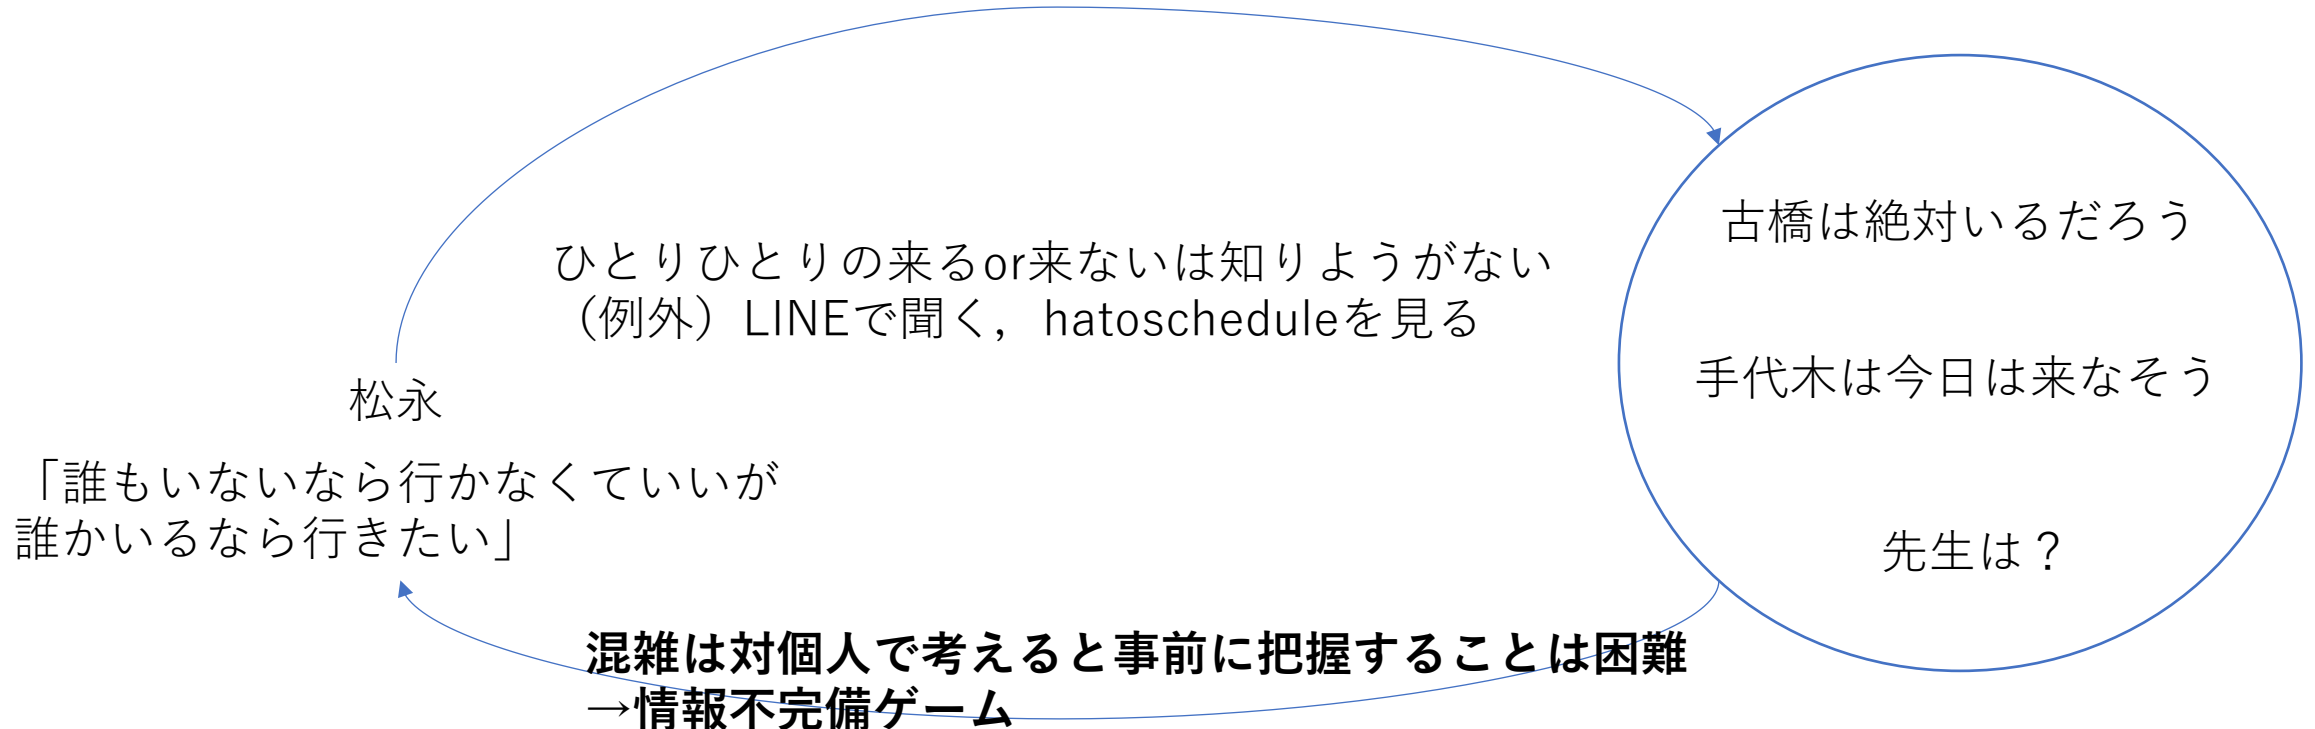 古橋は絶対いるだろう
ひとりひとりの来るor来ないは知りようがない
（例外）LINEで聞く，hatoscheduleを見る
手代木は今日は来なそう
松永
「誰もいないなら行かなくていいが
誰かいるなら行きたい」
先生は？
混雑は対個人で考えると事前に把握することは困難
→情報不完備ゲーム